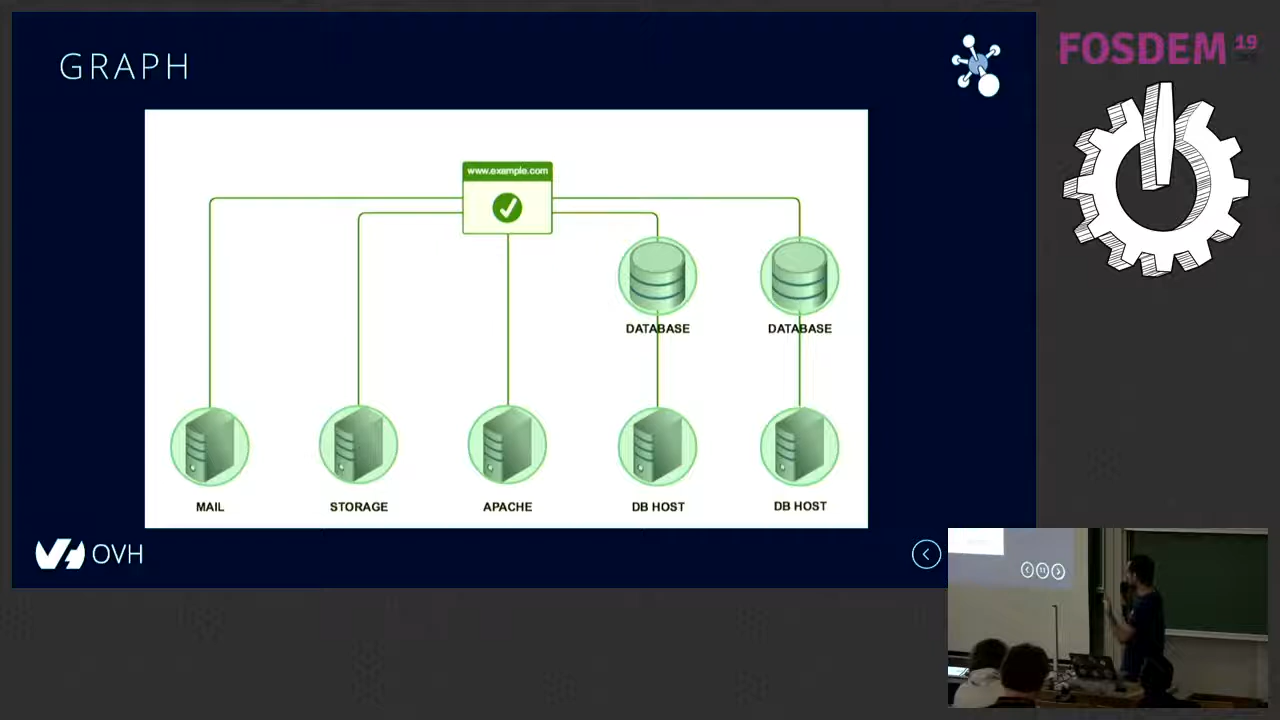 GRAPH
FOSDEM 19
www.example.com
DATABASE
DATABASE
MAIL
STORAGE
APACHE
DB HOST
DB HOST
OVH